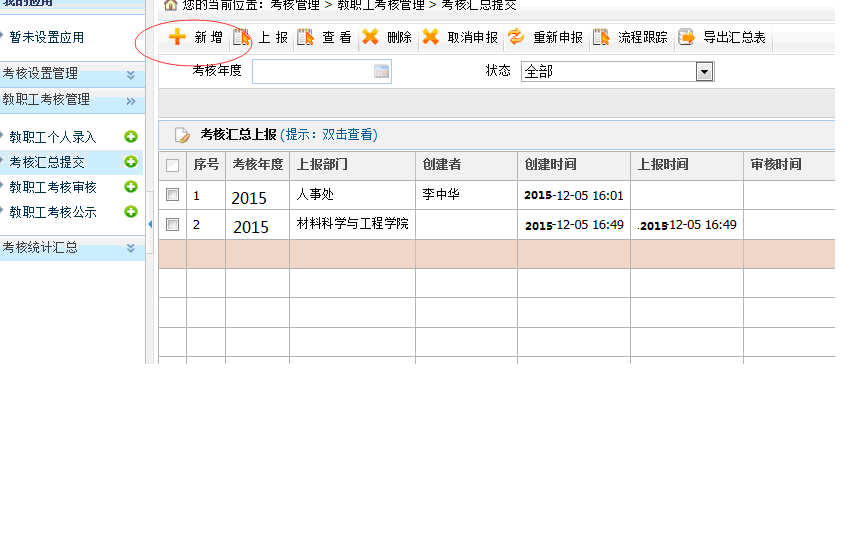 我的应用
您的当前位置：考核管理 > 教职工考核管理 > 考核汇总提交
暂未设置应用
新 增 上 报 查 看 删除 取消申报 重新申报 流程跟踪 导出汇总表
考核设置管理
考核年度 状态 全部
教职工考核管理
教职工个人录入
考核汇总提交
教职工考核审核
教职工考核公示
考核统计汇总
考核汇总上报 (提示：双击查看)
序号 考核年度 上报部门 创建者 创建时间 上报时间 审核时间
1 2015 人事处 李中华 2015-12-05 16:01
2 2015 材料科学与工程学院 2015-12-05 16:49 2015-12-05 16:49